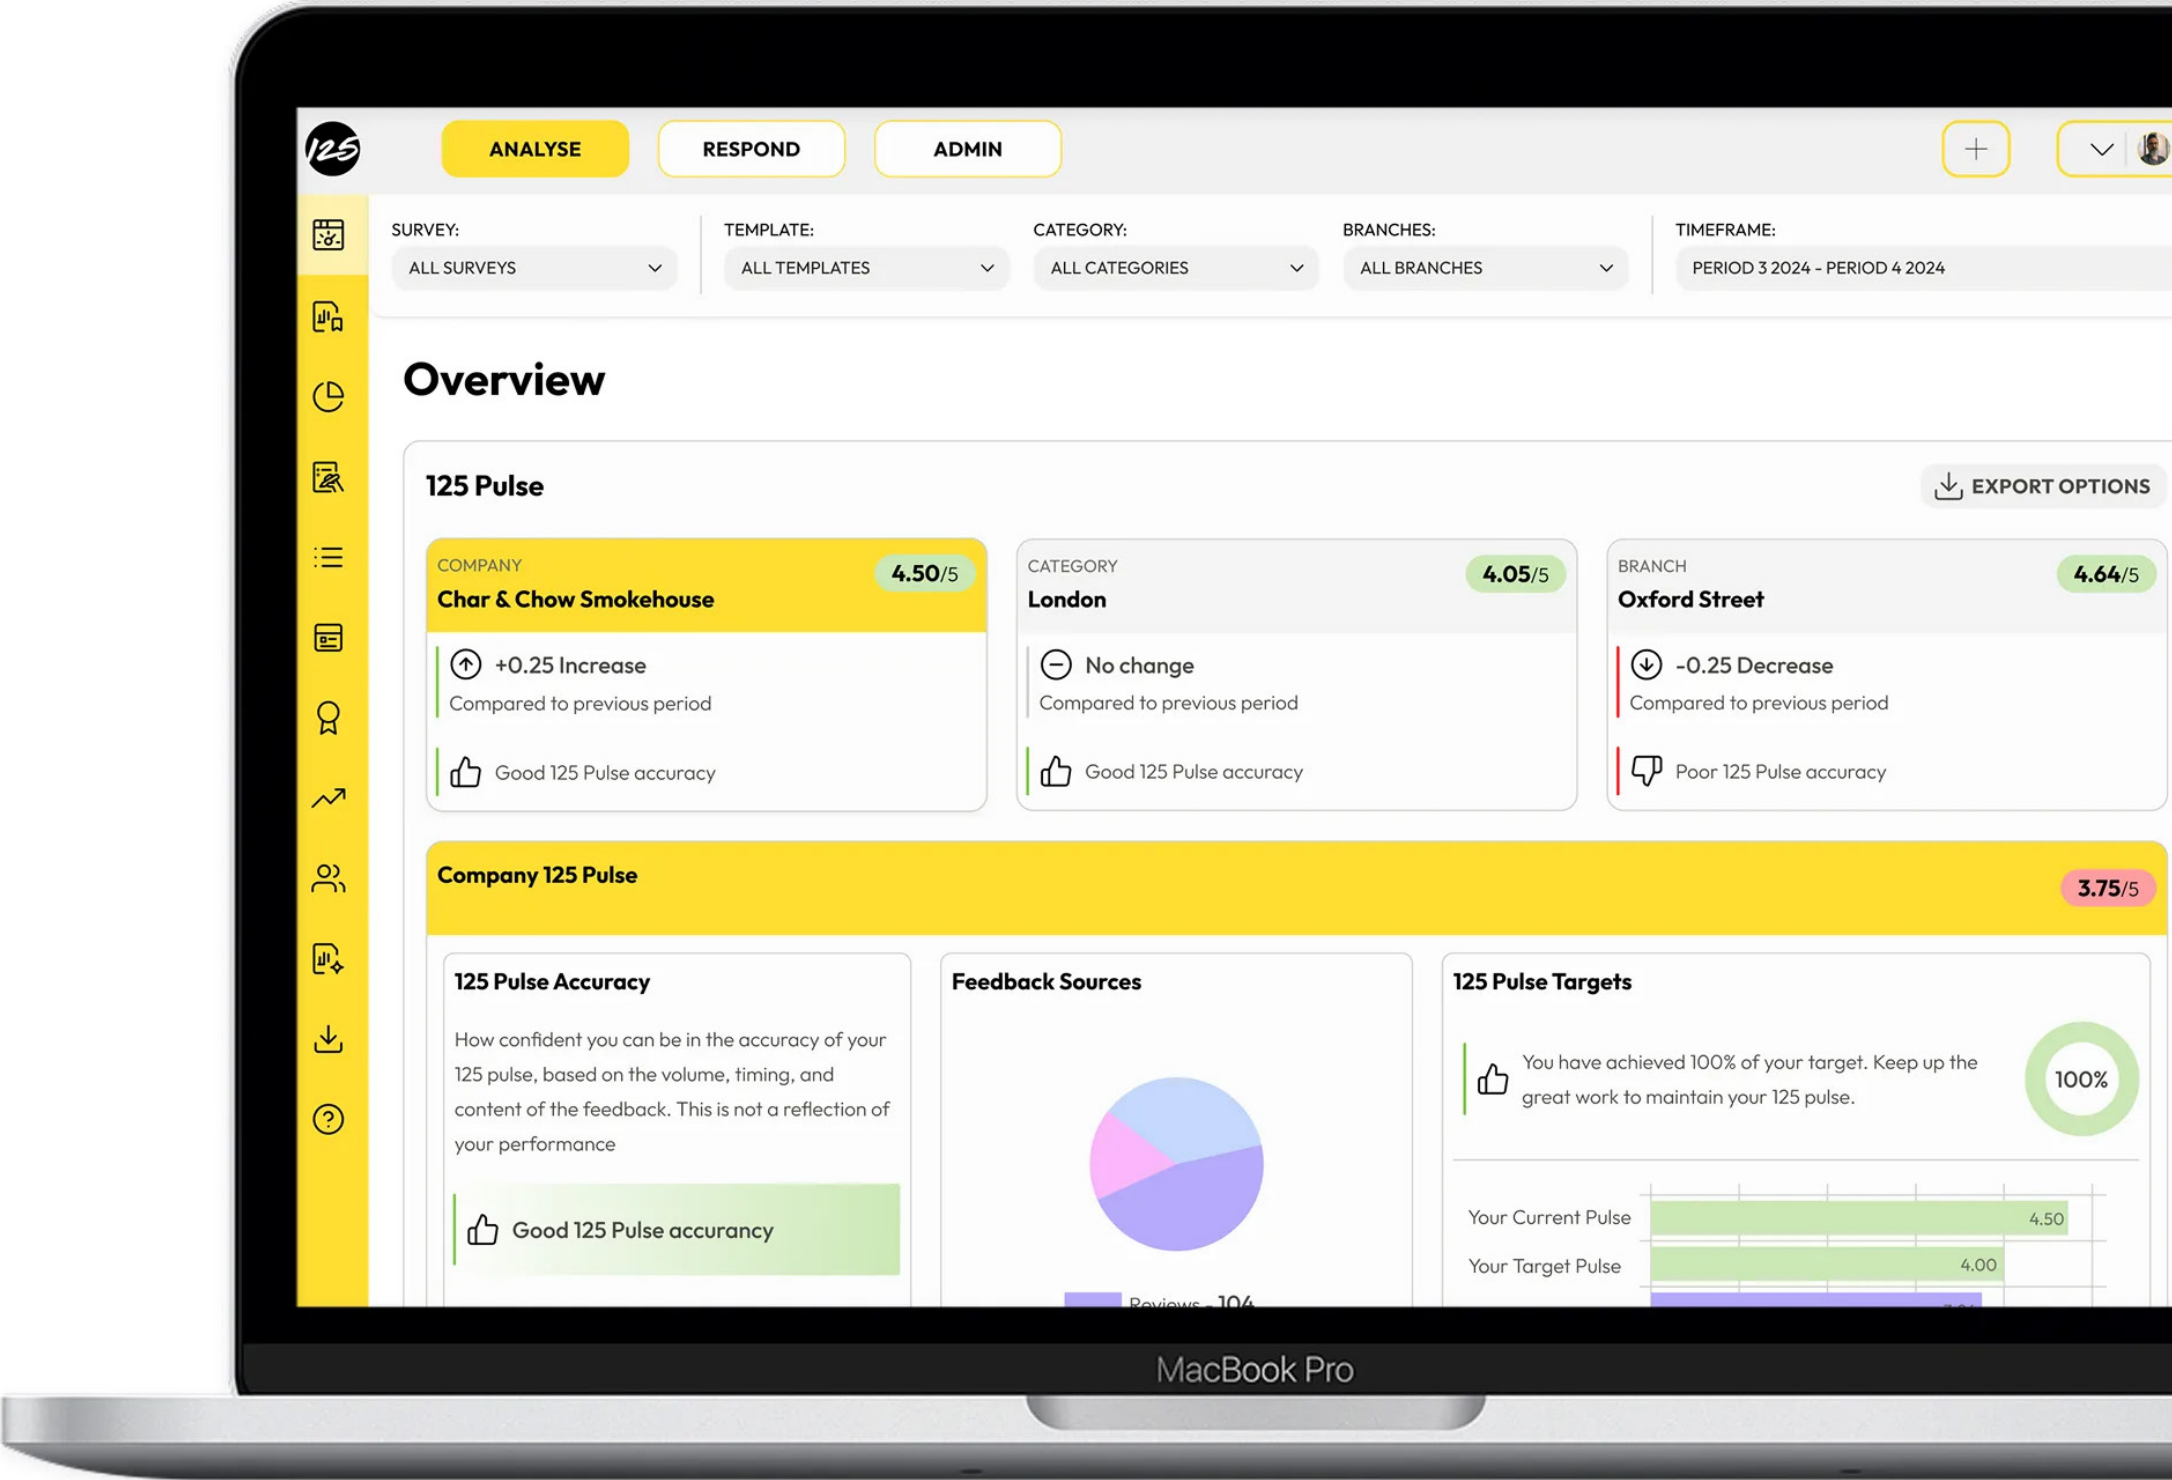 125
ANALYSE
RESPOND
ADMIN
SURVEY:
TEMPLATE:
CATEGORY:
BRANCHES:
TIMEFRAME:
ALL SURVEYS
ALL TEMPLATES
ALL CATEGORIES
ALL BRANCHES
PERIOD 3 2024 - PERIOD 4 2024
Overview
125 Pulse
EXPORT OPTIONS
COMPANY
Char & Chow Smokehouse
4.50/5
+0.25 Increase
Compared to previous period
Good 125 Pulse accuracy
CATEGORY
London
4.05/5
No change
Compared to previous period
Good 125 Pulse accuracy
BRANCH
Oxford Street
4.64/5
-0.25 Decrease
Compared to previous period
Poor 125 Pulse accuracy
Company 125 Pulse
3.75/5
125 Pulse Accuracy
How confident you can be in the accuracy of your
125 pulse, based on the volume, timing, and
content of the feedback. This is not a reflection of
your performance
Good 125 Pulse accurancy
Feedback Sources
Reviews - 104
125 Pulse Targets
You have achieved 100% of your target. Keep up the
great work to maintain your 125 pulse.
100%
Your Current Pulse
4.50
Your Target Pulse
4.00
MacBook Pro